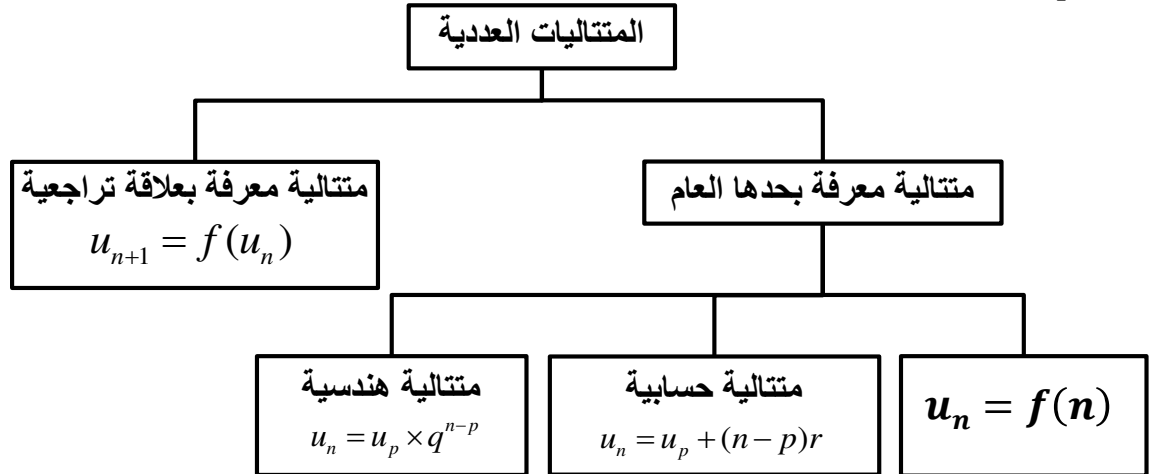 المتتاليات العددية
متتالية معرفة بحدها العام
متتالية معرفة بعلاقة تراجعية
u_{n+1} = f(u_n)
u_n = f(n)
متتالية حسابية
u_n = u_p + (n - p)r
متتالية هندسية
u_n = u_p × q^{n-p}